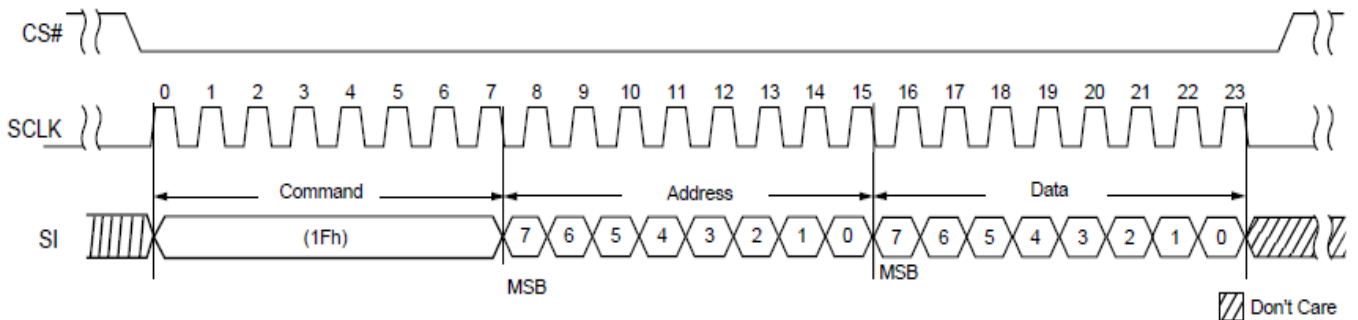 CS#
0 1 2 3 4 5 6 7 8 9 10 11 12 13 14 15 16 17 18 19 20 21 22 23
SCLK
Command Address Data
SI (1Fh) 7 6 5 4 3 2 1 0 7 6 5 4 3 2 1 0
MSB MSB
Don't Care